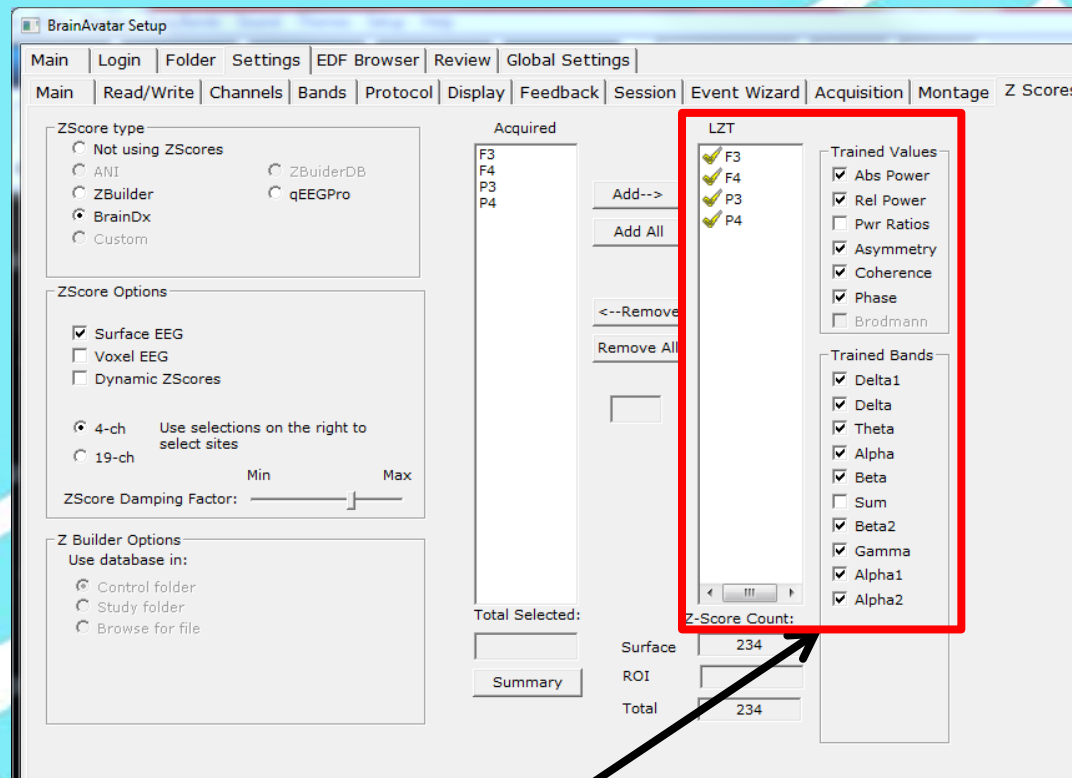 BrainAvatar Setup
Main Login Folder Settings EDF Browser Review Global Settings
Main Read/Write Channels Bands Protocol Display Feedback Session Event Wizard Acquisition Montage Z Scores
ZScore type
Not using ZScores
ANI ZBuiderDB
ZBuilder qEEGPro
BrainDx
Custom
ZScore Options
Surface EEG
Voxel EEG
Dynamic ZScores
4-ch Use selections on the right to
select sites
19-ch
Min Max
ZScore Damping Factor:
Z Builder Options
Use database in:
Control folder
Study folder
Browse for file
Acquired
F3
F4
P3
P4
Total Selected:
Summary
Add-->
Add All
<--Remove
Remove All
LZT
F3
F4
P3
P4
Z-Score Count:
Surface 234
ROI
Total 234
Trained Values
Abs Power
Rel Power
Pwr Ratios
Asymmetry
Coherence
Phase
Brodmann
Trained Bands
Delta1
Delta
Theta
Alpha
Beta
Sum
Beta2
Gamma
Alpha1
Alpha2